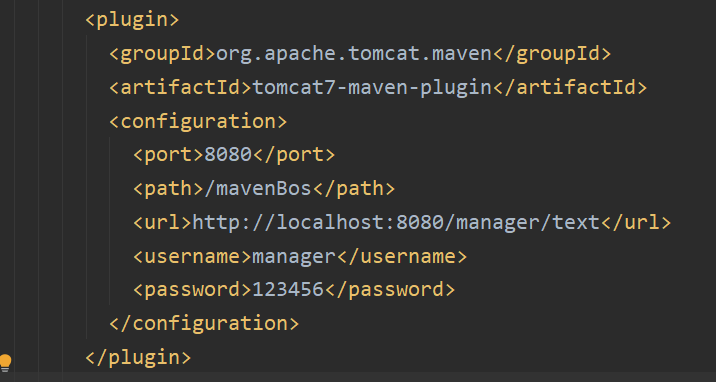 <plugin>
<groupId>org.apache.tomcat.maven</groupId>
<artifactId>tomcat7-maven-plugin</artifactId>
<configuration>
<port>8080</port>
<path>/mavenBos</path>
<url>http://localhost:8080/manager/text</url>
<username>manager</username>
<password>123456</password>
</configuration>
</plugin>